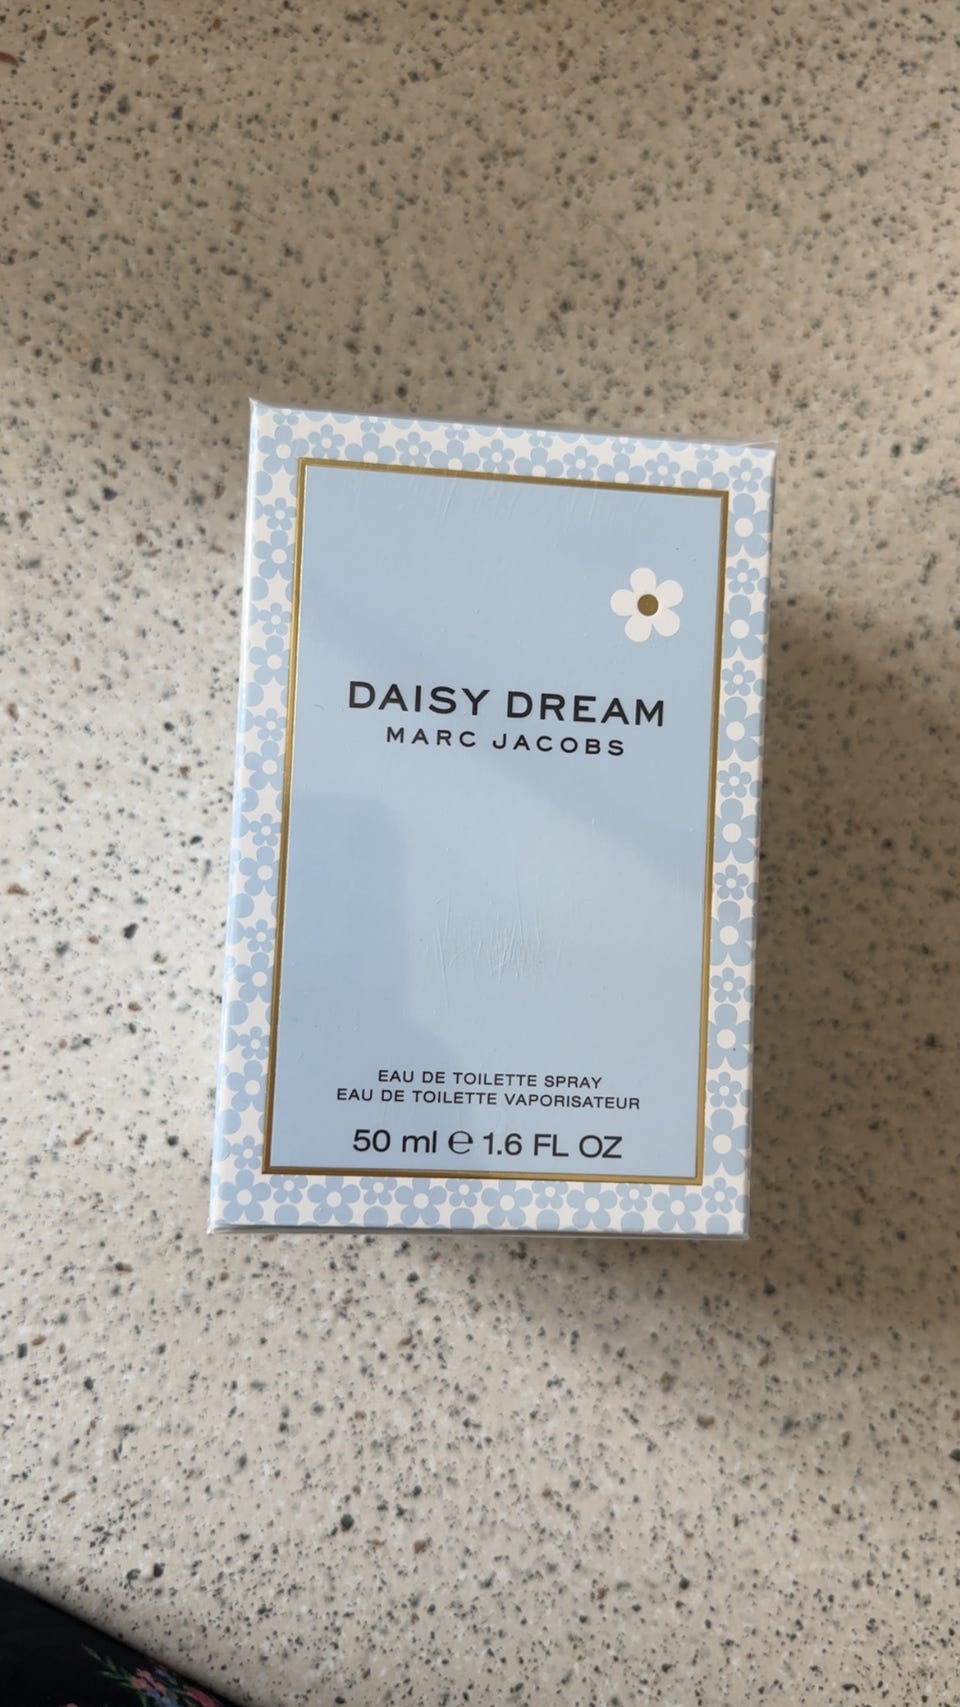 DAISY DREAM
MARC JACOBS
EAU DE TOILETTE SPRAY
EAU DE TOILETTE VAPORISATEUR
50 ml ℮ 1.6 FL OZ